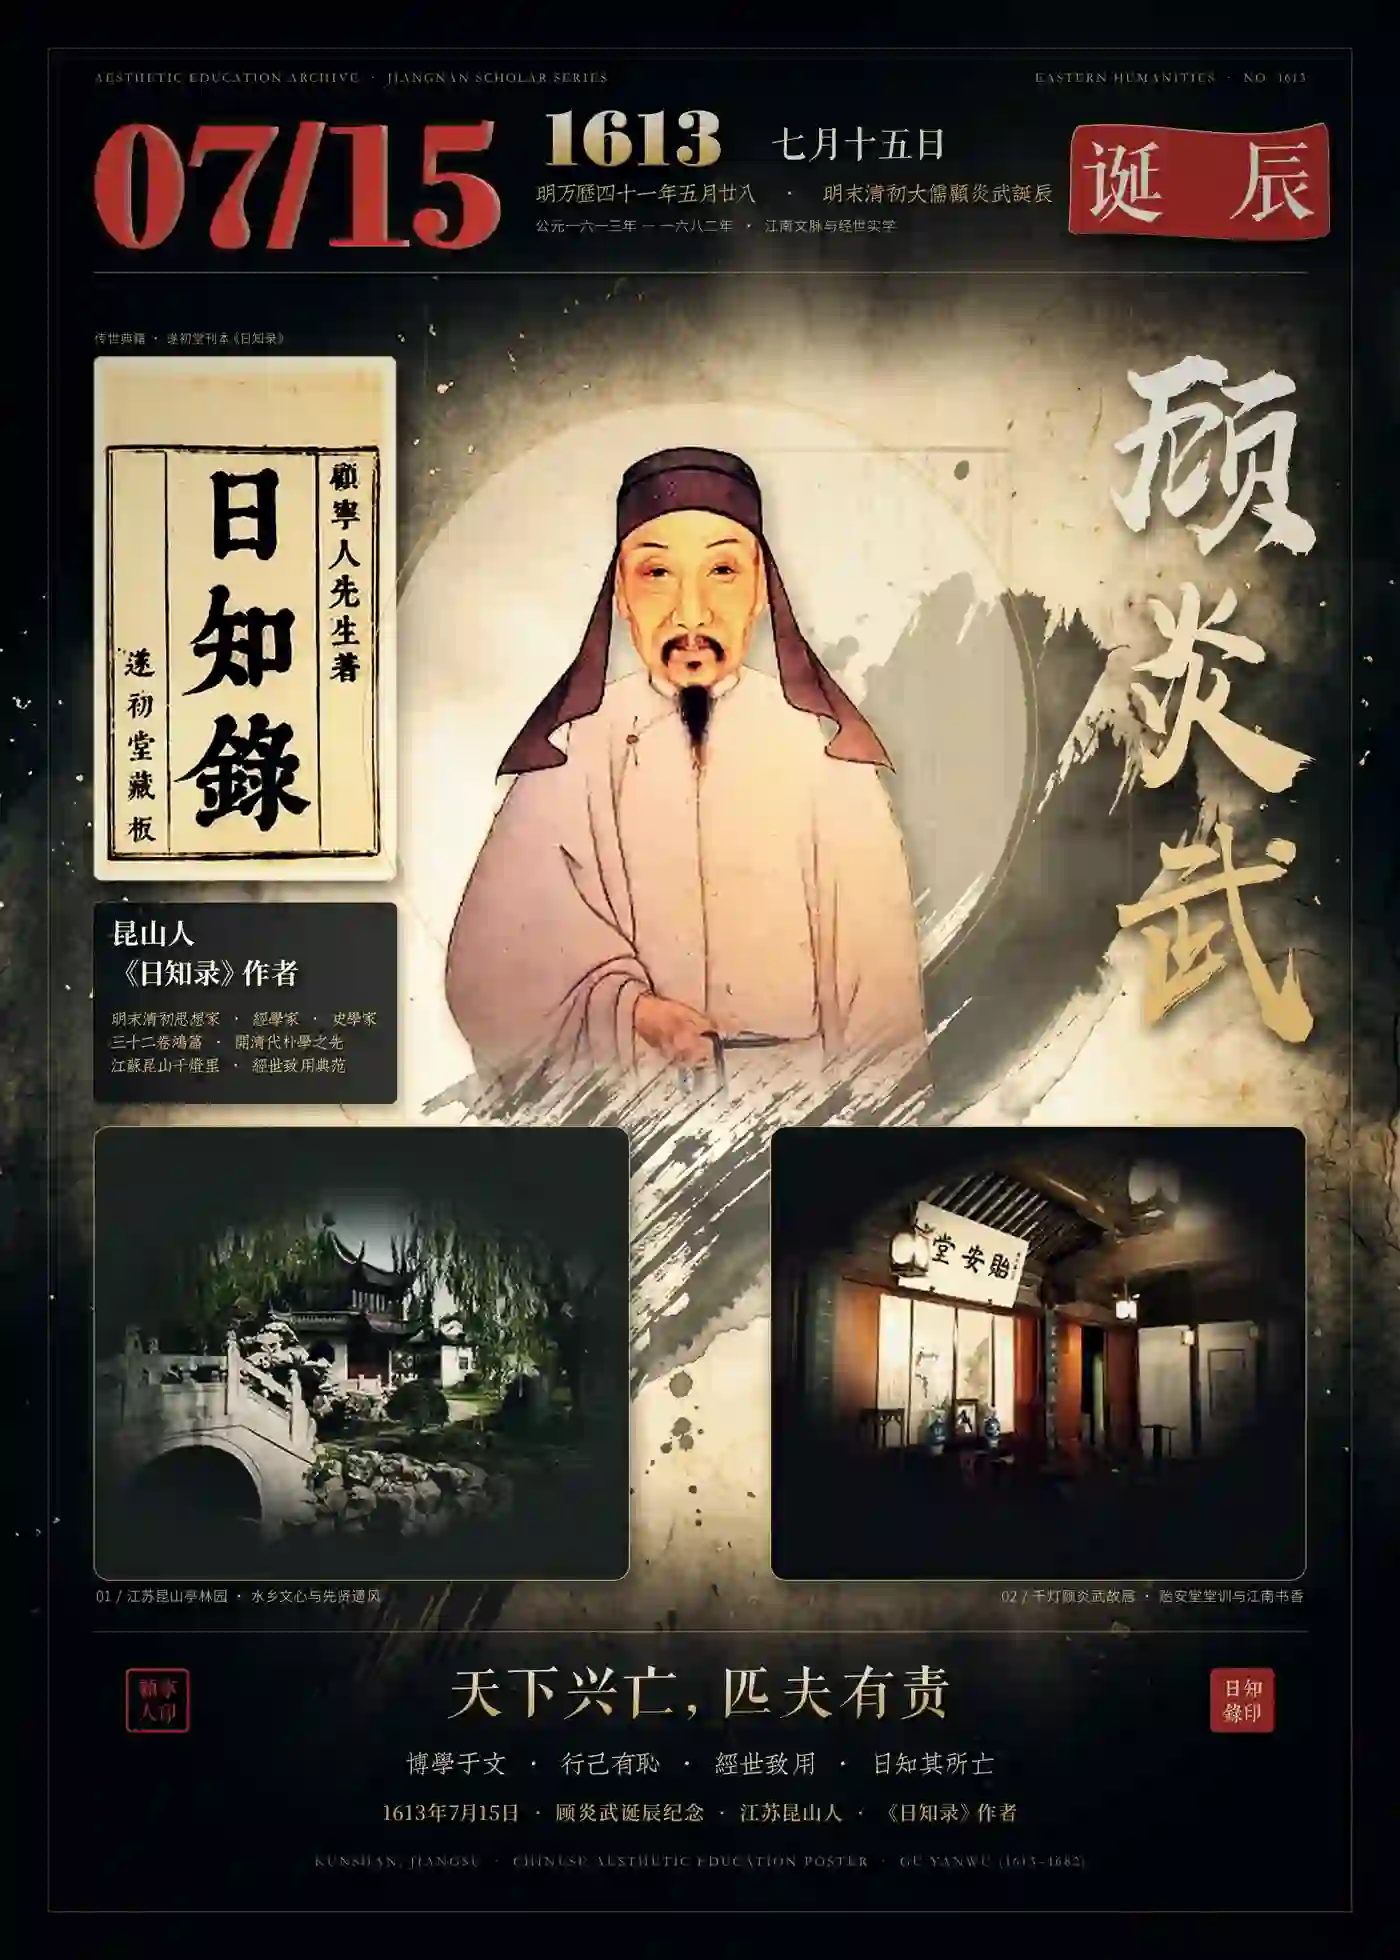 AESTHETIC EDUCATION ARCHIVE · JIANGNAN SCHOLAR SERIES
EASTERN HUMANITIES · NO. 1613
07/15
1613
七月十五日
明万歷四十一年五月廿八 · 明末清初大儒顧炎武誕辰
公元一六一三年 — 一六八二年 · 江南文脉与经世实学
诞辰
传世典籍 · 遂初堂刊本《日知录》
顧寧人先生著
日知錄
遂初堂藏板
顾炎武
昆山人
《日知录》作者
明末清初思想家 · 經學家 · 史學家
三十二卷鴻篇 · 開清代朴學之先
江蘇昆山千燈里 · 經世致用典范
堂安貽
01 / 江苏昆山亭林园 · 水乡文心与先贤遗风
02 / 千灯顾炎武故居 · 贻安堂堂训与江南书香
天下兴亡，匹夫有责
日知
錄印
博學于文 · 行己有恥 · 經世致用 · 日知其所亡
1613年7月15日 · 顾炎武诞辰纪念 · 江苏昆山人 · 《日知录》作者
KUNSHAN, JIANGSU · CHINESE AESTHETIC EDUCATION POSTER · GU YANWU (1613–1682)